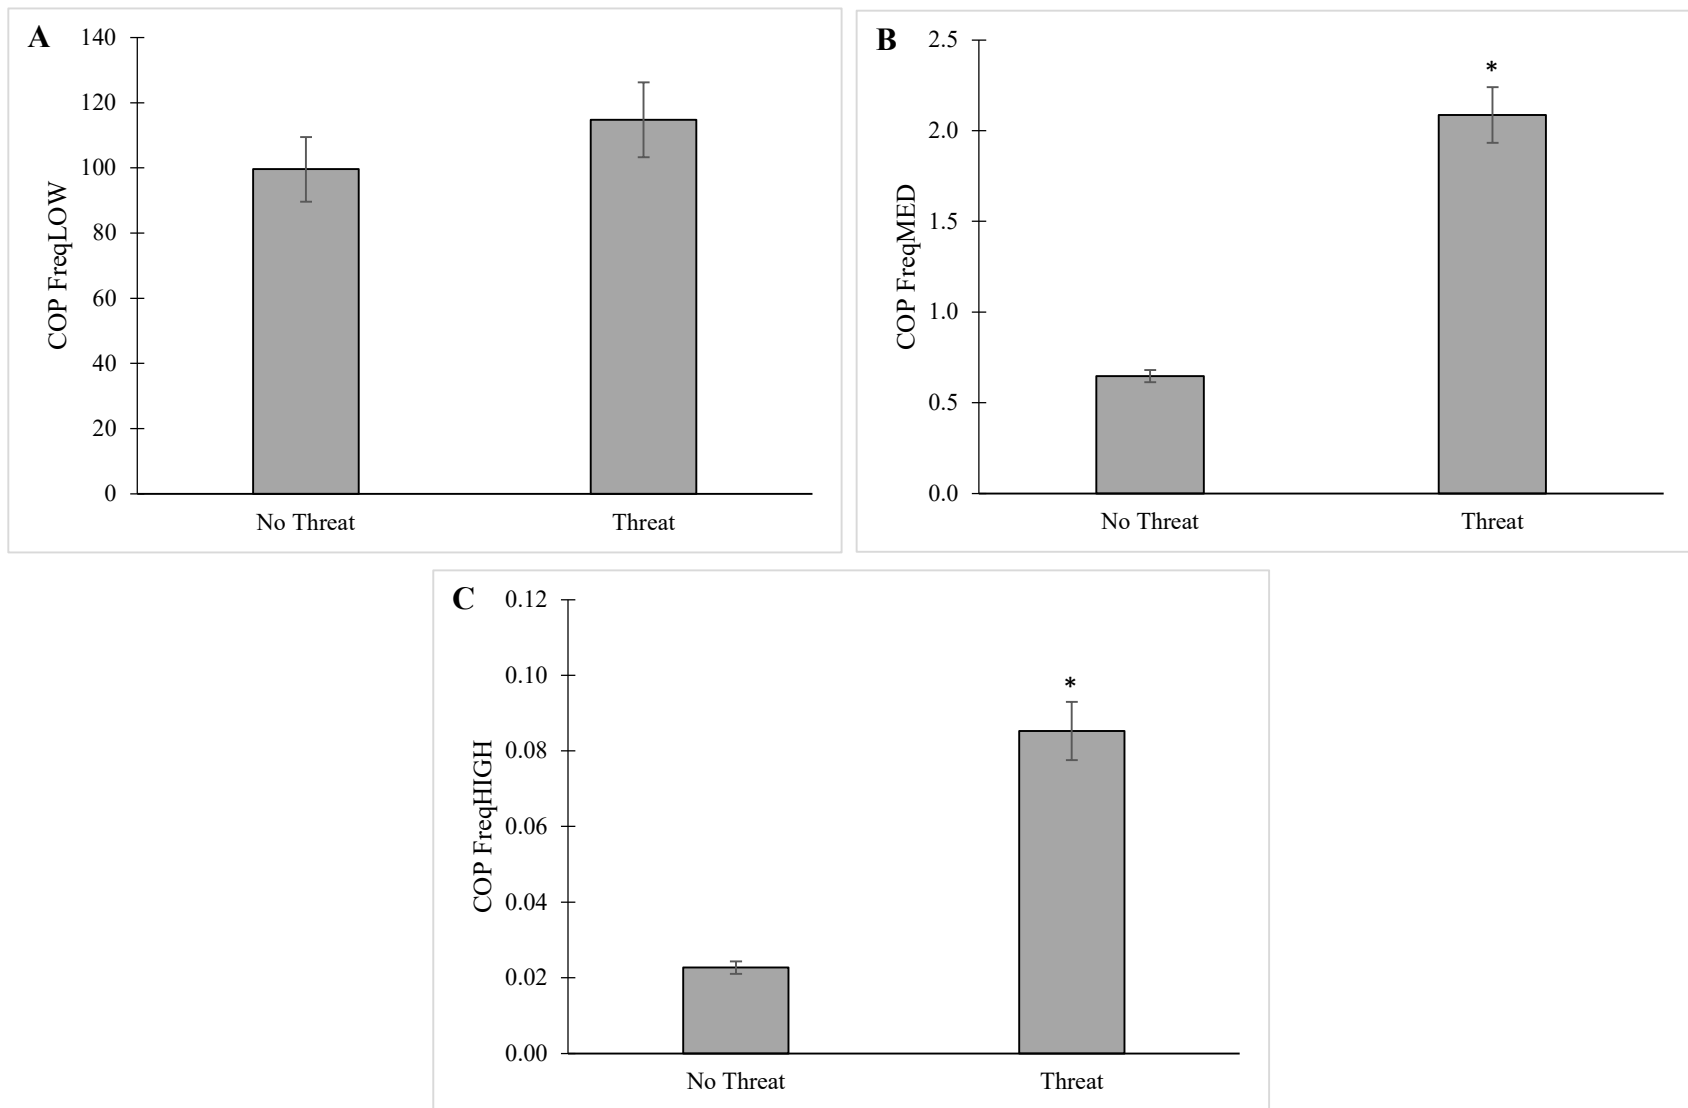 A
140
120
100
80
60
40
20
0
COP FreqLOW
No Threat
Threat
B
2.5
2.0
1.5
1.0
0.5
0.0
COP FreqMED
*
No Threat
Threat
C
0.12
0.10
0.08
0.06
0.04
0.02
0.00
COP FreqHIGH
*
No Threat
Threat